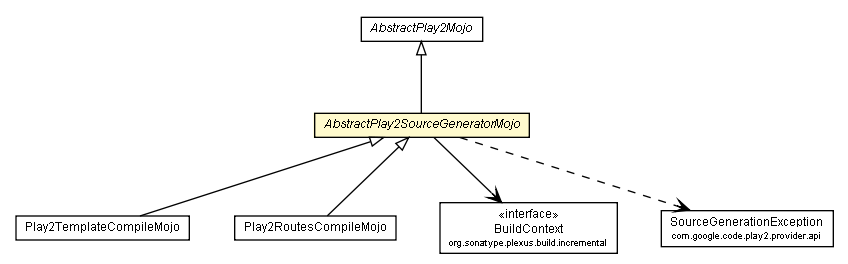 AbstractPlay2Mojo
AbstractPlay2SourceGeneratorMojo
Play2TemplateCompileMojo
Play2RoutesCompileMojo
«interface»
BuildContext
org.sonatype.plexus.build.incremental
SourceGenerationException
com.google.code.play2.provider.api